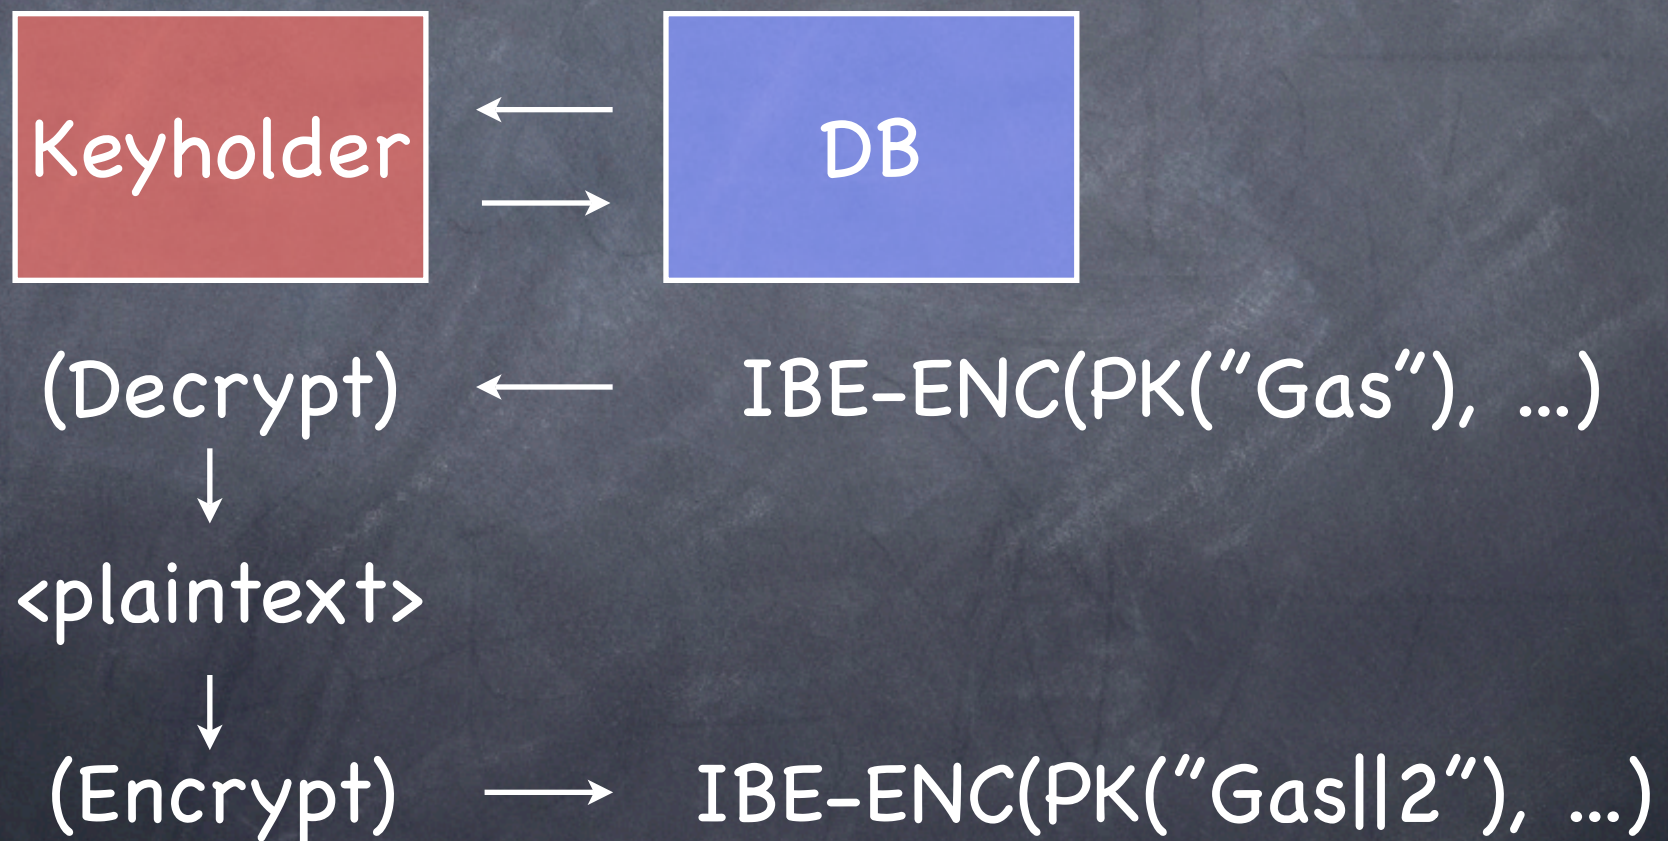 Keyholder DB
(Decrypt) IBE-ENC(PK("Gas"), ...)
<plaintext>
(Encrypt) IBE-ENC(PK("Gas||2"), ...)